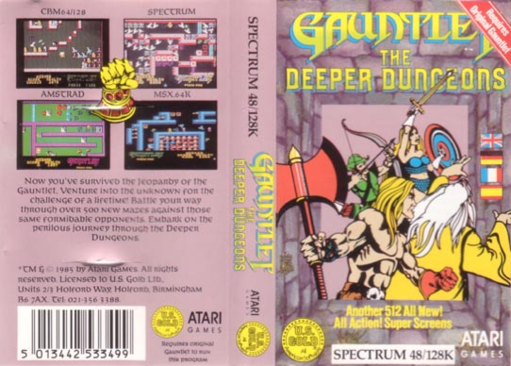 CBM64/128
SPECTRUM
AMSTRAD
MSX 64K
Now you've survived the jeopardy of the
Gauntlet. Venture into the unknown for the
challenge of a lifetime! Battle your way
through over 500 new mazes against those
same formidable opponents. Embark on the
perilous journey through the Deeper
Dungeons.
*TM © 1985 by Atari Games. All rights
reserved. Licensed to U.S. Gold Ltd.,
Units 2/3 Holford Way, Holford, Birmingham
B6 7AX. Tel: 021-356 3388.
5 013442 533499
Requires original
Gauntlet to run
this program
U.S.
GOLD
ATARI
GAMES
SPECTRUM 48/128K
GAUNTLET
THE
DEEPER DUNGEONS
ATARI
GAMES
GAUNTLET
THE
DEEPER DUNGEONS
Requires
Original Gauntlet
Another 512 All New!
All Action! Super Screens
U.S.
GOLD
ATARI
GAMES
SPECTRUM 48/128K